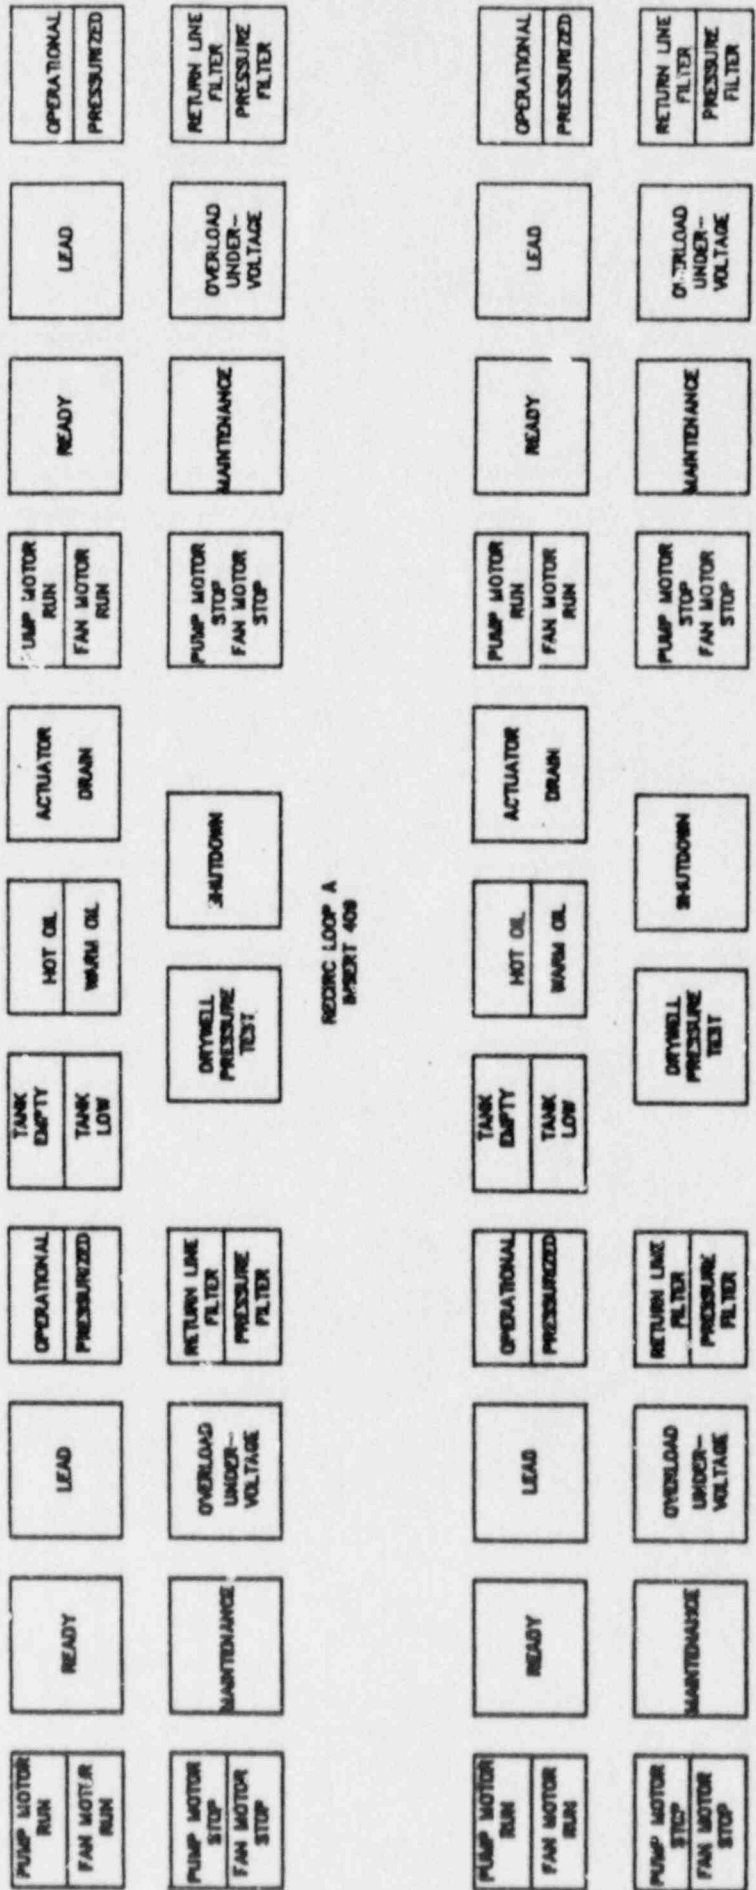 PUMP MOTOR
RUN
FAN MOTOR
RUN
READY
LEAD
OPERATIONAL
PRESSURIZED
TANK
EMPTY
TANK
LOW
HOT OIL
WARM OIL
ACTUATOR
DRAIN
PUMP MOTOR
RUN
FAN MOTOR
RUN
READY
LEAD
OPERATIONAL
PRESSURIZED
PUMP MOTOR
STOP
FAN MOTOR
STOP
MAINTENANCE
OVERLOAD
UNDER-
VOLTAGE
RETURN LINE
FILTER
PRESSURE
FILTER
DRYWELL
PRESSURE
TEST
SHUTDOWN
PUMP MOTOR
STOP
FAN MOTOR
STOP
MAINTENANCE
OVERLOAD
UNDER-
VOLTAGE
RETURN LINE
FILTER
PRESSURE
FILTER
RECIRC LOOP A
INSERT 409
PUMP MOTOR
RUN
FAN MOTOR
RUN
READY
LEAD
OPERATIONAL
PRESSURIZED
TANK
EMPTY
TANK
LOW
HOT OIL
WARM OIL
ACTUATOR
DRAIN
PUMP MOTOR
RUN
FAN MOTOR
RUN
READY
LEAD
OPERATIONAL
PRESSURIZED
PUMP MOTOR
STOP
FAN MOTOR
STOP
MAINTENANCE
OVERLOAD
UNDER-
VOLTAGE
RETURN LINE
FILTER
PRESSURE
FILTER
DRYWELL
PRESSURE
TEST
SHUTDOWN
PUMP MOTOR
STOP
FAN MOTOR
STOP
MAINTENANCE
OVERLOAD
UNDER-
VOLTAGE
RETURN LINE
FILTER
PRESSURE
FILTER